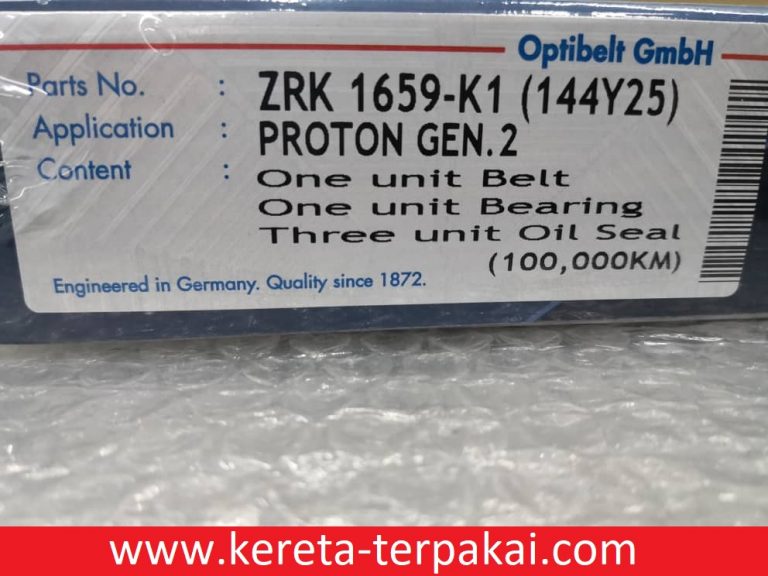 Optibelt GmbH
Parts No. : ZRK 1659-K1 (144Y25)
Application : PROTON GEN.2
Content : One unit Belt
One unit Bearing
Three unit Oil Seal
(100,000KM)
Engineered in Germany. Quality since 1872.
www.kereta-terpakai.com